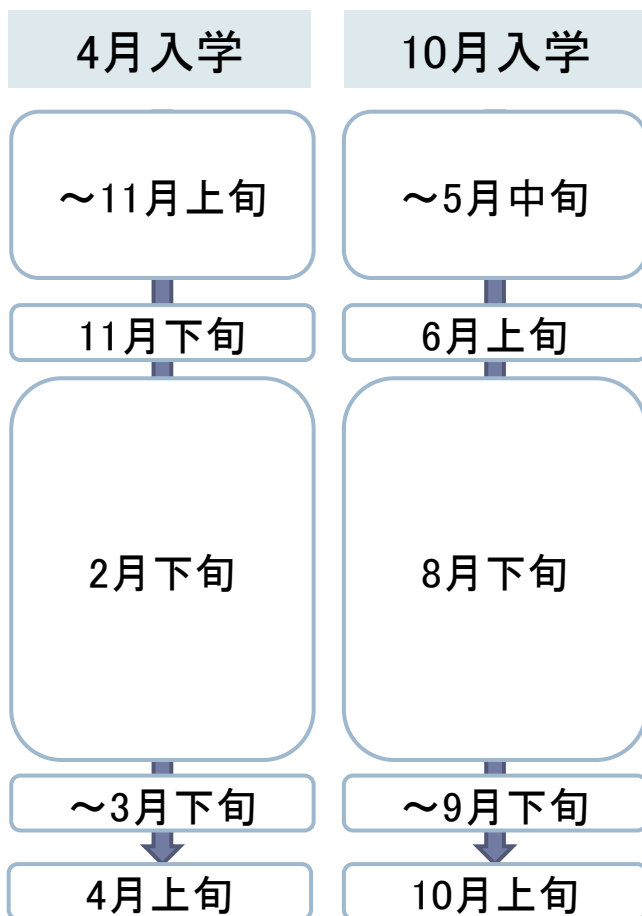 4月入学
～11月上旬
11月下旬
2月下旬
～3月下旬
4月上旬
10月入学
～5月中旬
6月上旬
8月下旬
～9月下旬
10月上旬